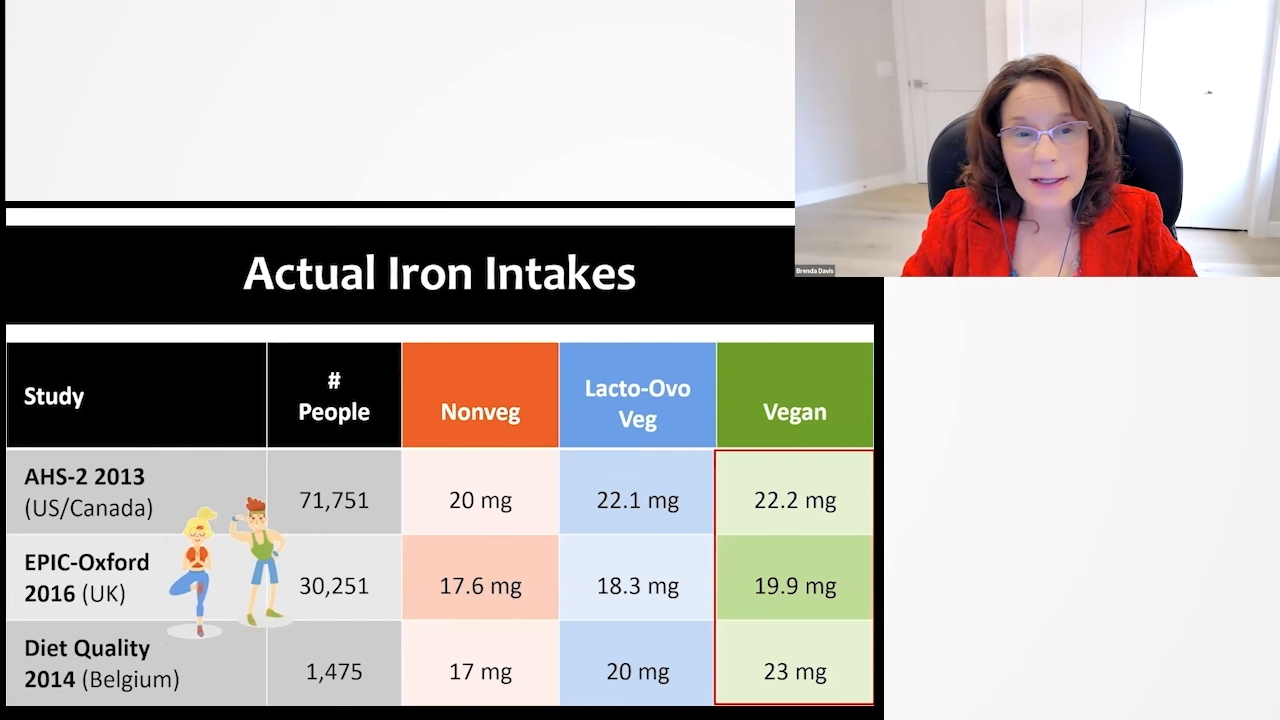 Brenda Davis
Actual Iron Intakes
Study
#
People
Nonveg
Lacto-Ovo
Veg
Vegan
AHS-2 2013
(US/Canada)
71,751
20 mg
22.1 mg
22.2 mg
EPIC-Oxford
2016 (UK)
30,251
17.6 mg
18.3 mg
19.9 mg
Diet Quality
2014 (Belgium)
1,475
17 mg
20 mg
23 mg